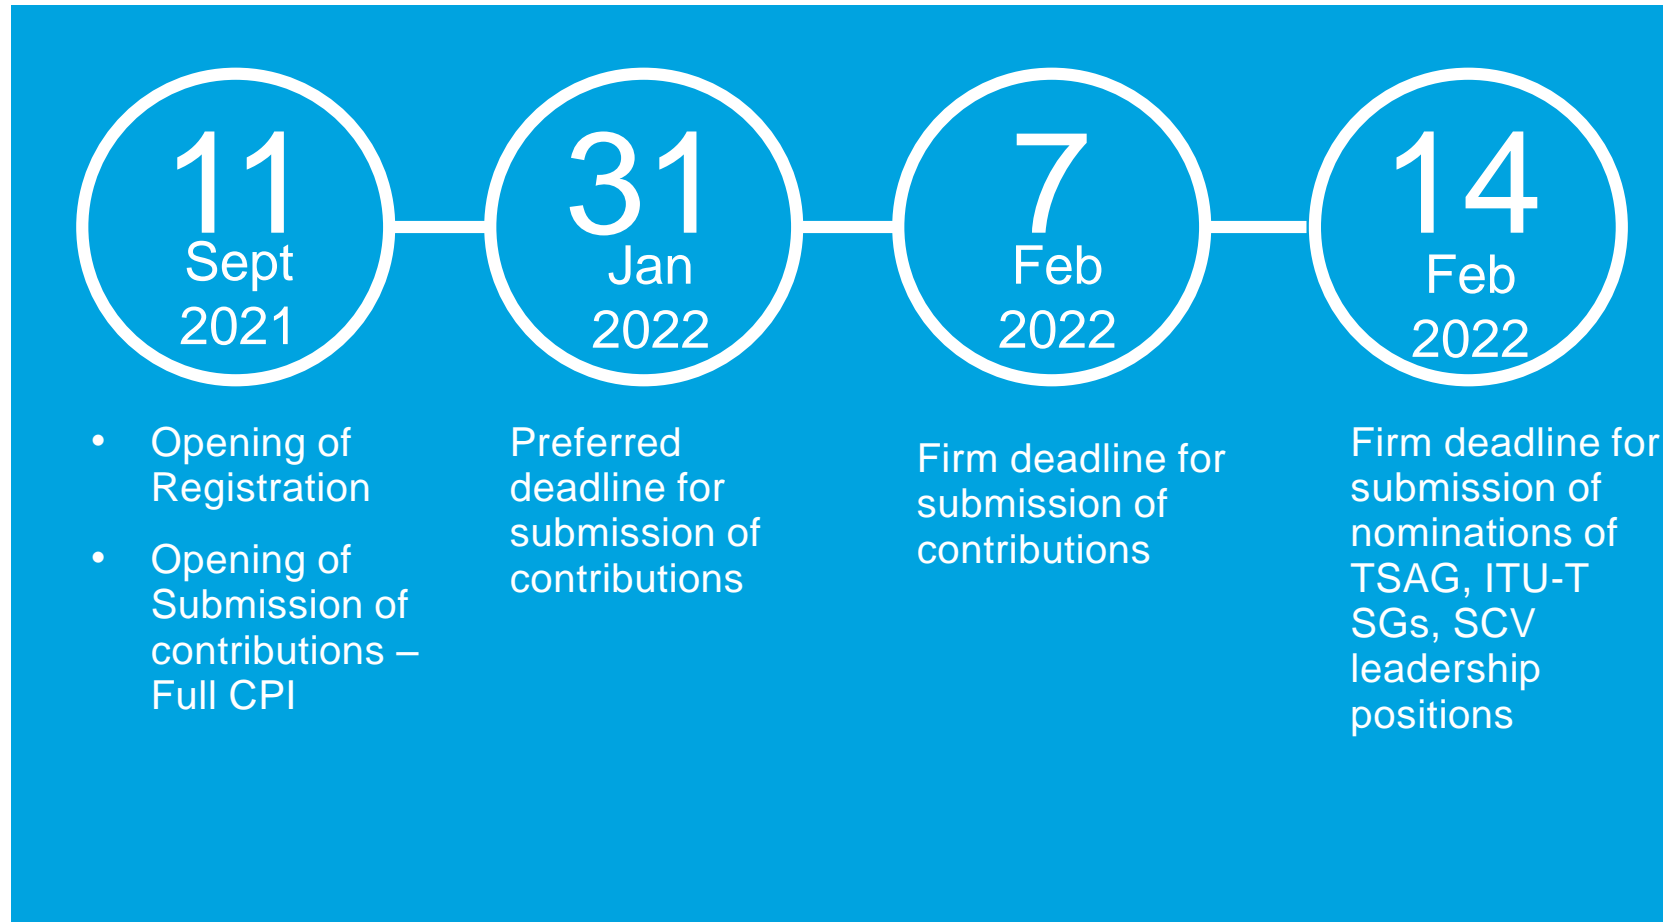 11
Sept
2021
• Opening of
Registration
• Opening of
Submission of
contributions –
Full CPI
31
Jan
2022
Preferred
deadline for
submission of
contributions
7
Feb
2022
Firm deadline for
submission of
contributions
14
Feb
2022
Firm deadline for
submission of
nominations of
TSAG, ITU-T
SGs, SCV
leadership
positions